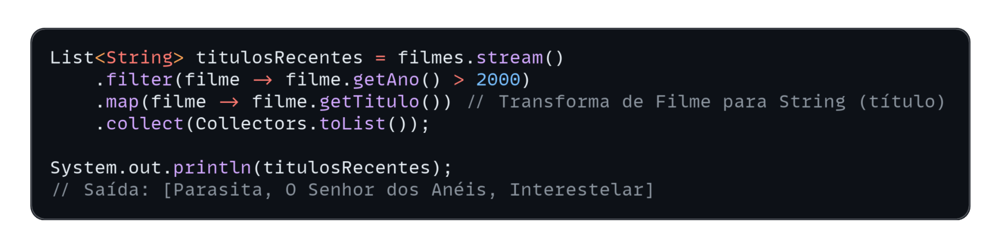 List<String> titulosRecentes = filmes.stream()
    .filter(filme -> filme.getAno() > 2000)
    .map(filme -> filme.getTitulo()) // Transforma de Filme para String (título)
    .collect(Collectors.toList());

System.out.println(titulosRecentes);
// Saída: [Parasita, O Senhor dos Anéis, Interestelar]